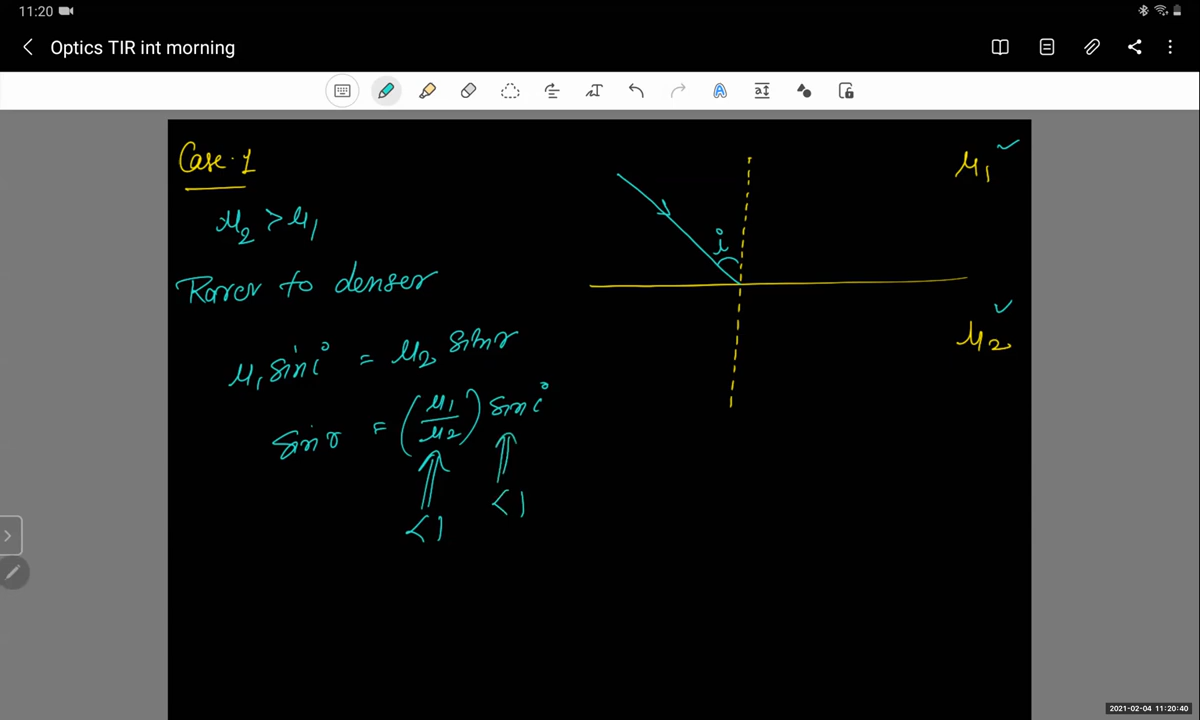 11:20
Optics TIR int morning
Case-1
μ2 > μ1
Rarer to denser
μ1 sin i = μ2 sin r
sin r = (μ1/μ2) sin i
<1 <1
i
μ1
μ2
2021-02-04 11:20:40